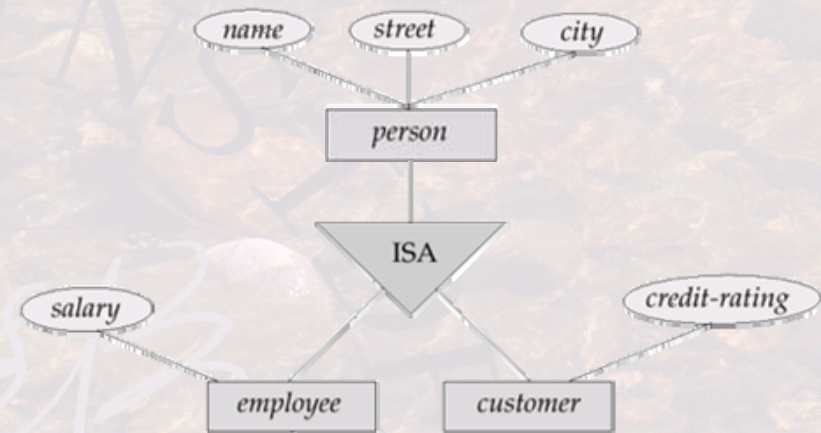 name street city
person
ISA
salary credit-rating
employee customer